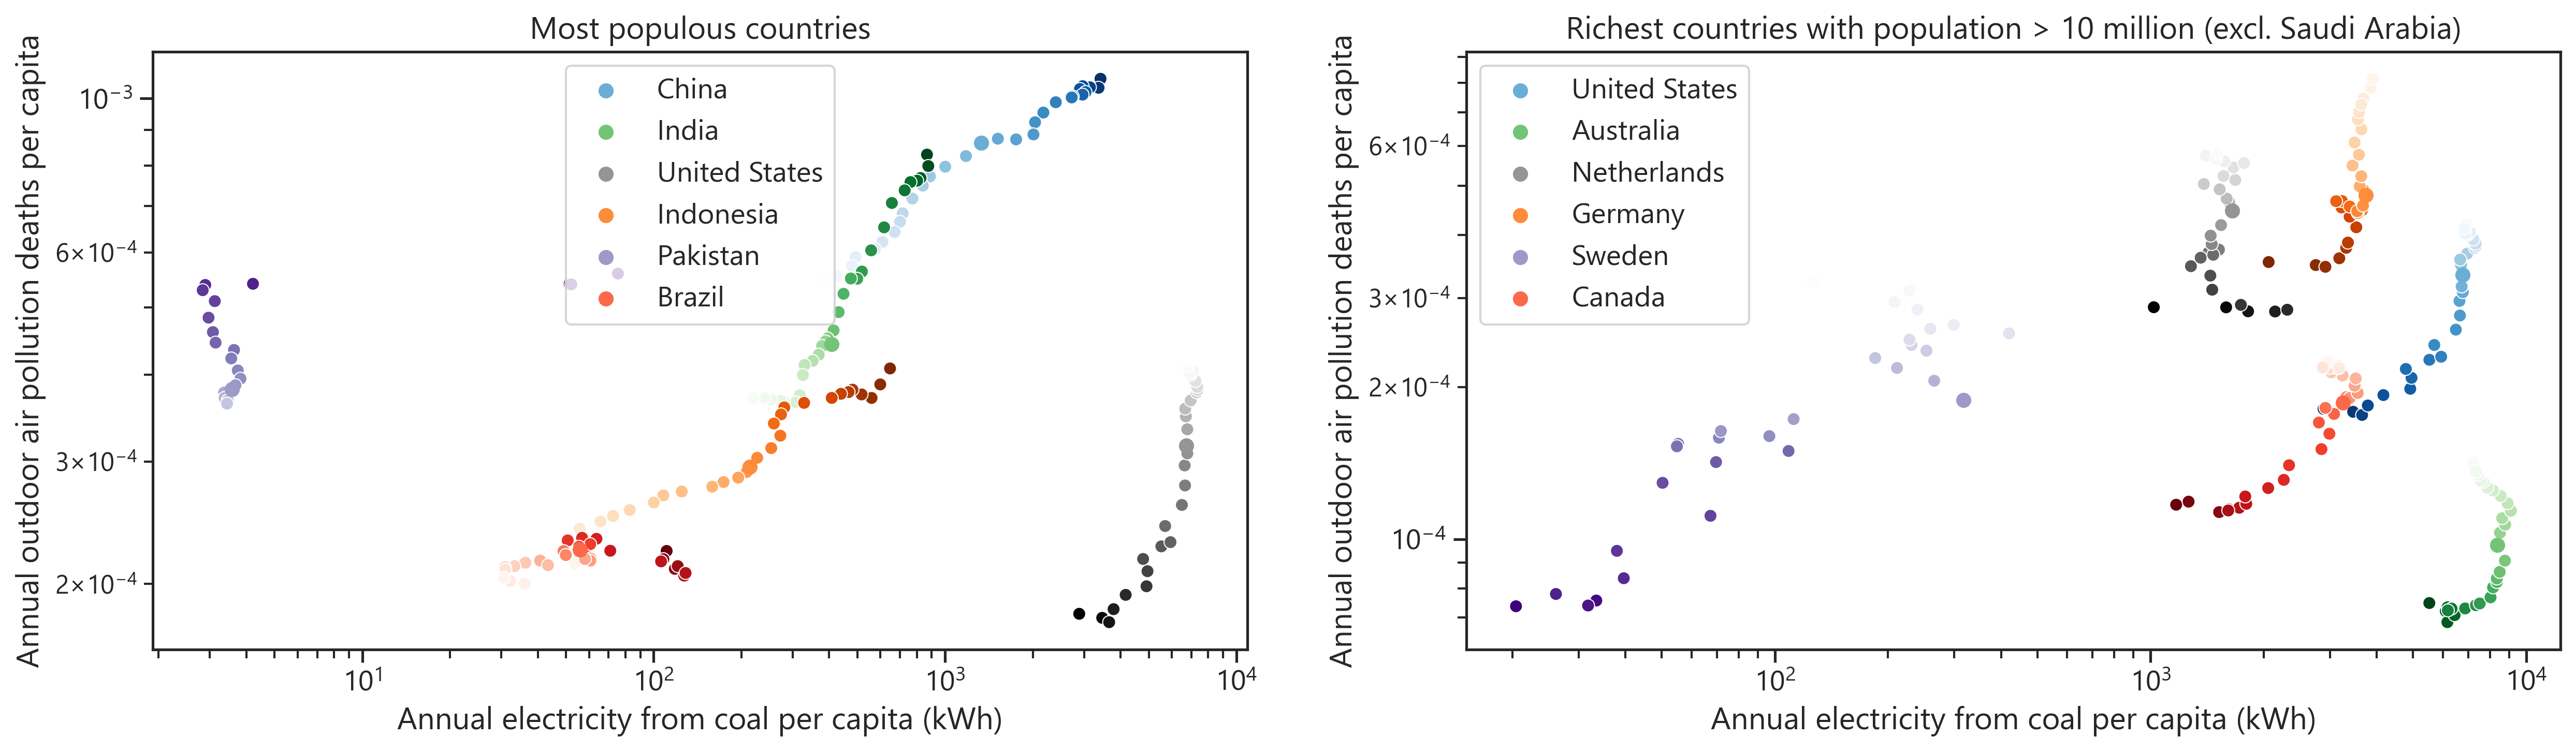 Most populous countries
Annual outdoor air pollution deaths per capita
10⁻³
6×10⁻⁴
3×10⁻⁴
2×10⁻⁴
China
India
United States
Indonesia
Pakistan
Brazil
10¹ 10² 10³ 10⁴
Annual electricity from coal per capita (kWh)
Richest countries with population > 10 million (excl. Saudi Arabia)
Annual outdoor air pollution deaths per capita
6×10⁻⁴
3×10⁻⁴
2×10⁻⁴
10⁻⁴
United States
Australia
Netherlands
Germany
Sweden
Canada
10² 10³ 10⁴
Annual electricity from coal per capita (kWh)